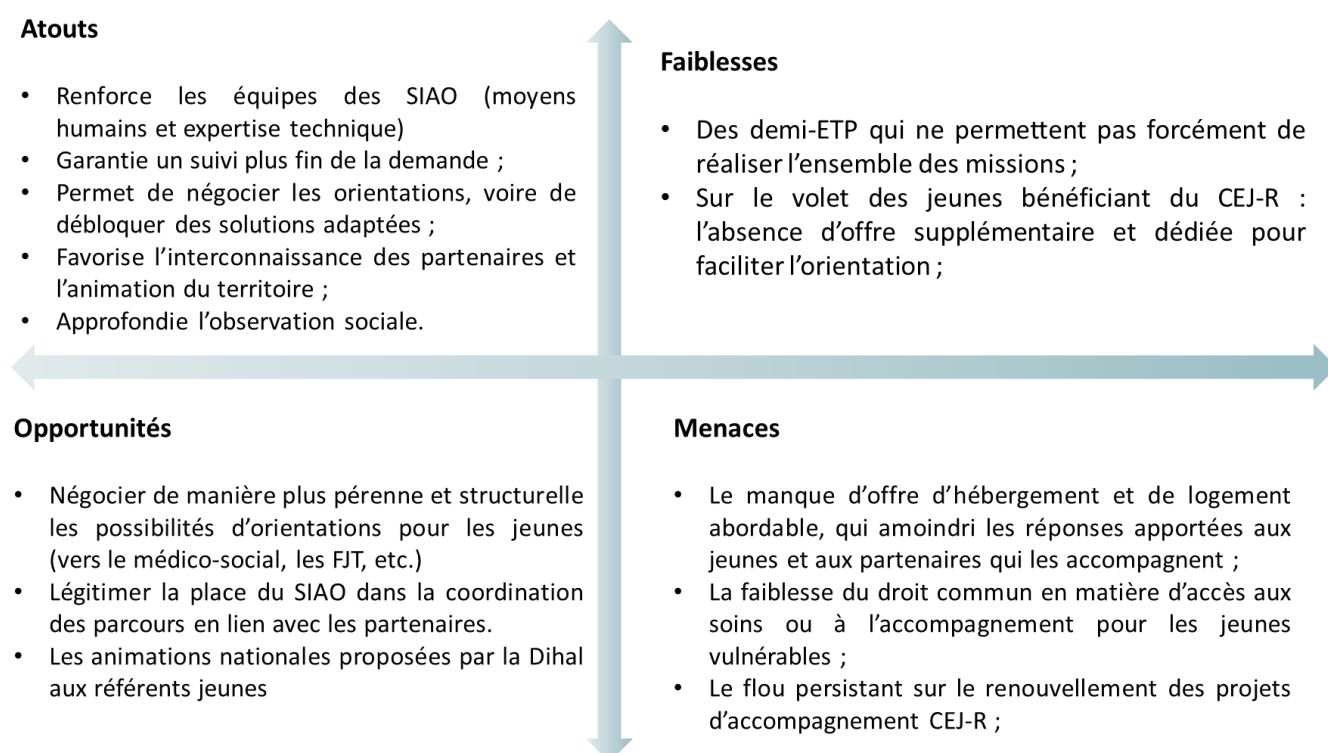 Atouts
• Renforce les équipes des SIAO (moyens
humains et expertise technique)
• Garantie un suivi plus fin de la demande ;
• Permet de négocier les orientations, voire de
débloquer des solutions adaptées ;
• Favorise l’interconnaissance des partenaires et
l’animation du territoire ;
• Approfondie l’observation sociale.
Faiblesses
• Des demi-ETP qui ne permettent pas forcément de
réaliser l’ensemble des missions ;
• Sur le volet des jeunes bénéficiant du CEJ-R :
l’absence d’offre supplémentaire et dédiée pour
faciliter l’orientation ;
Opportunités
• Négocier de manière plus pérenne et structurelle
les possibilités d’orientations pour les jeunes
(vers le médico-social, les FJT, etc.)
• Légitimer la place du SIAO dans la coordination
des parcours en lien avec les partenaires.
• Les animations nationales proposées par la Dihal
aux référents jeunes
Menaces
• Le manque d’offre d’hébergement et de logement
abordable, qui amoindri les réponses apportées aux
jeunes et aux partenaires qui les accompagnent ;
• La faiblesse du droit commun en matière d’accès aux
soins ou à l’accompagnement pour les jeunes
vulnérables ;
• Le flou persistant sur le renouvellement des projets
d’accompagnement CEJ-R ;